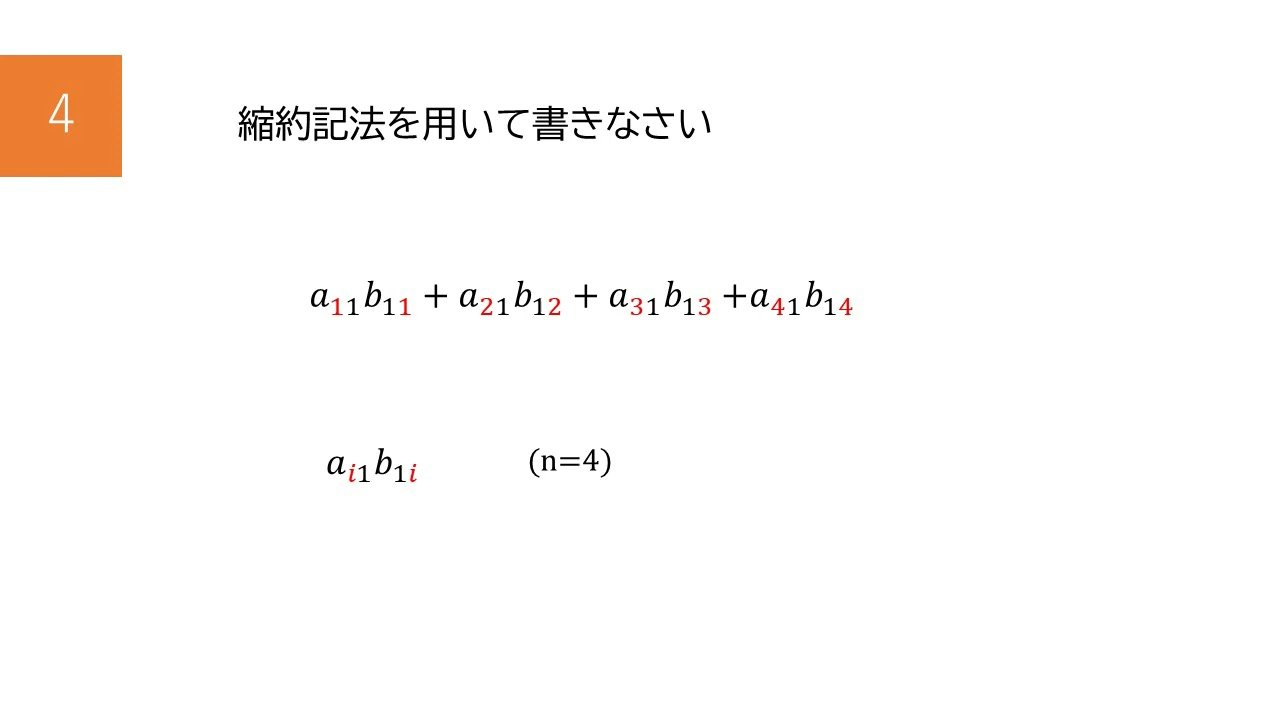 4
縮約記法を用いて書きなさい
a₁₁b₁₁ + a₂₁b₁₂ + a₃₁b₁₃ +a₄₁b₁₄
aᵢ₁b₁ᵢ (n=4)